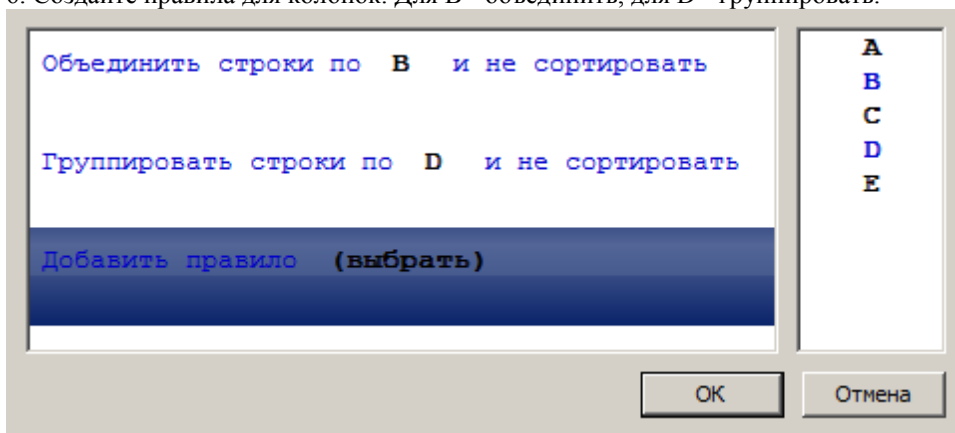 6. Создайте правила для колонок. Для B - объединить, для D - группировать.
Объединить строки по B и не сортировать
Группировать строки по D и не сортировать
Добавить правило (выбрать)
A
B
C
D
E
OK
Отмена